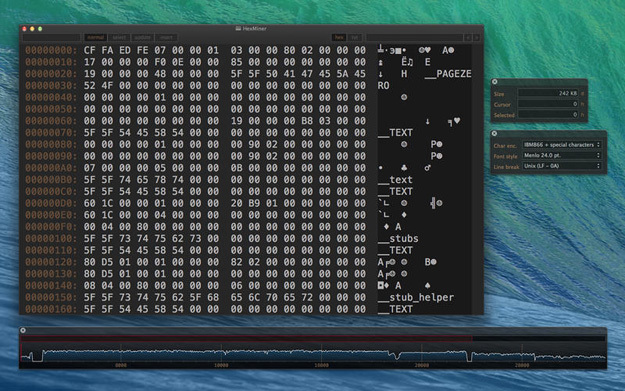 HexMiner
normal select update insert hex txt
00000000: CF FA ED FE 07 00 00 01 03 00 00 80 02 00 00 00
00000010: 17 00 00 00 F0 0E 00 00 85 00 00 00 00 00 00 00
00000020: 19 00 00 00 48 00 00 00 5F 5F 50 41 47 45 5A 45 __PAGEZE
00000030: 52 4F 00 00 00 00 00 00 00 00 00 00 00 00 00 00 RO
00000040: 00 00 00 00 01 00 00 00 00 00 00 00 00 00 00 00
00000050: 00 00 00 00 00 00 00 00 00 00 00 00 00 00 00 00
00000060: 00 00 00 00 00 00 00 00 19 00 00 00 B8 03 00 00
00000070: 5F 5F 54 45 58 54 00 00 00 00 00 00 00 00 00 00 __TEXT
00000080: 00 00 00 00 01 00 00 00 00 90 02 00 00 00 00 00
00000090: 00 00 00 00 00 00 00 00 00 90 02 00 00 00 00 00
000000A0: 07 00 00 00 05 00 00 00 0B 00 00 00 00 00 00 00
000000B0: 5F 5F 74 65 78 74 00 00 00 00 00 00 00 00 00 00 __text
000000C0: 5F 5F 54 45 58 54 00 00 00 00 00 00 00 00 00 00 __TEXT
000000D0: 60 1C 00 00 01 00 00 00 20 B9 01 00 00 00 00 00
000000E0: 60 1C 00 00 04 00 00 00 00 00 00 00 00 00 00 00
000000F0: 00 04 00 80 00 00 00 00 00 00 00 00 00 00 00 00
00000100: 5F 5F 73 74 75 62 73 00 00 00 00 00 00 00 00 00 __stubs
00000110: 5F 5F 54 45 58 54 00 00 00 00 00 00 00 00 00 00 __TEXT
00000120: 80 D5 01 00 01 00 00 00 82 02 00 00 00 00 00 00
00000130: 80 D5 01 00 01 00 00 00 00 00 00 00 00 00 00 00
00000140: 08 04 00 80 00 00 00 00 06 00 00 00 00 00 00 00
00000150: 5F 5F 73 74 75 62 5F 68 65 6C 70 65 72 00 00 00 __stub_helper
00000160: 5F 5F 54 45 58 54 00 00 00 00 00 00 00 00 00 00 __TEXT
Size 242 KB
Cursor 0
Selected 0
Char enc. IBM866 + special characters
Font style Menlo 24.0 pt.
Line break Unix (LF - 0A)
8000 10000 18000 20000 28000